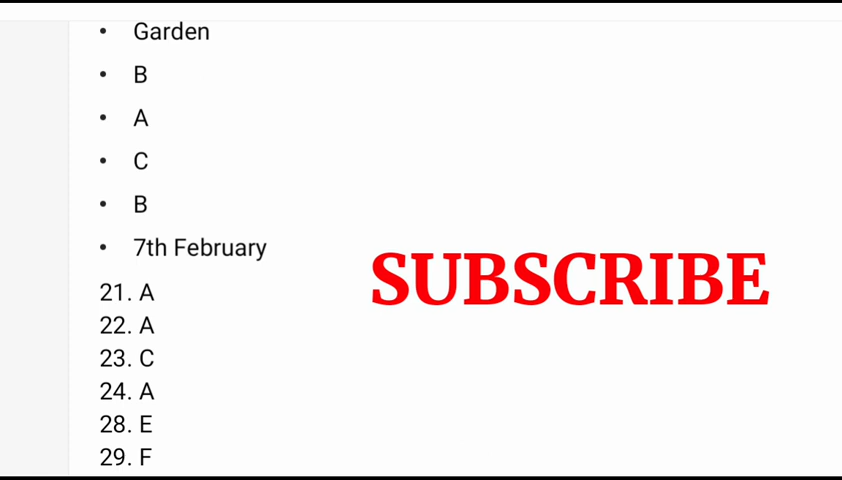 • Garden
• B
• A
• C
• B
• 7th February
SUBSCRIBE
21. A
22. A
23. C
24. A
28. E
29. F